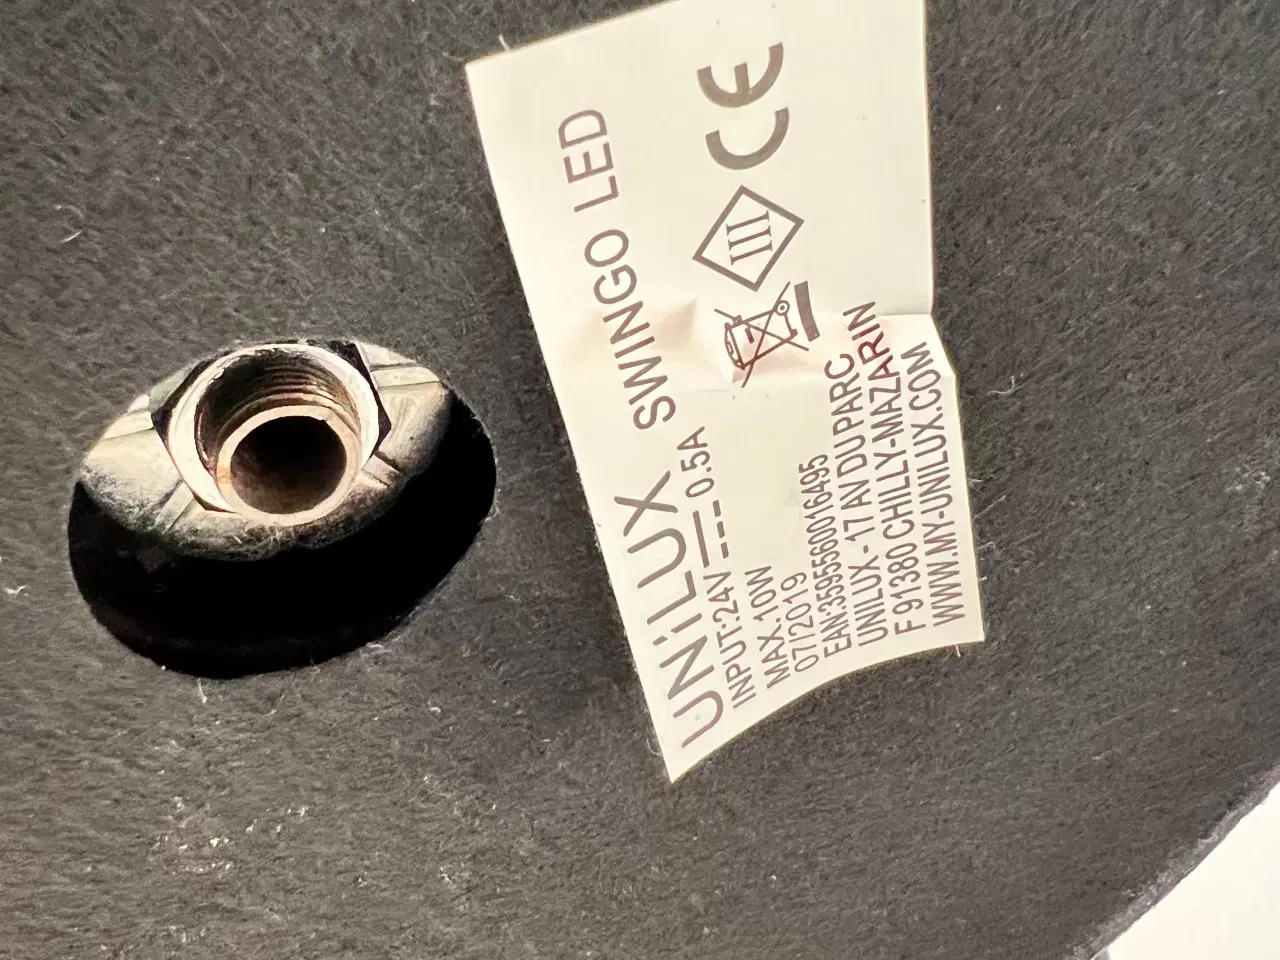 UNiLUX SWINGO LED
INPUT:24V 0.5A
MAX.10W
07/2019
EAN:3595560016495
UNILUX - 17 AV DU PARC
F 91380 CHILLY-MAZARIN
WWW.MY-UNILUX.COM
III
CE